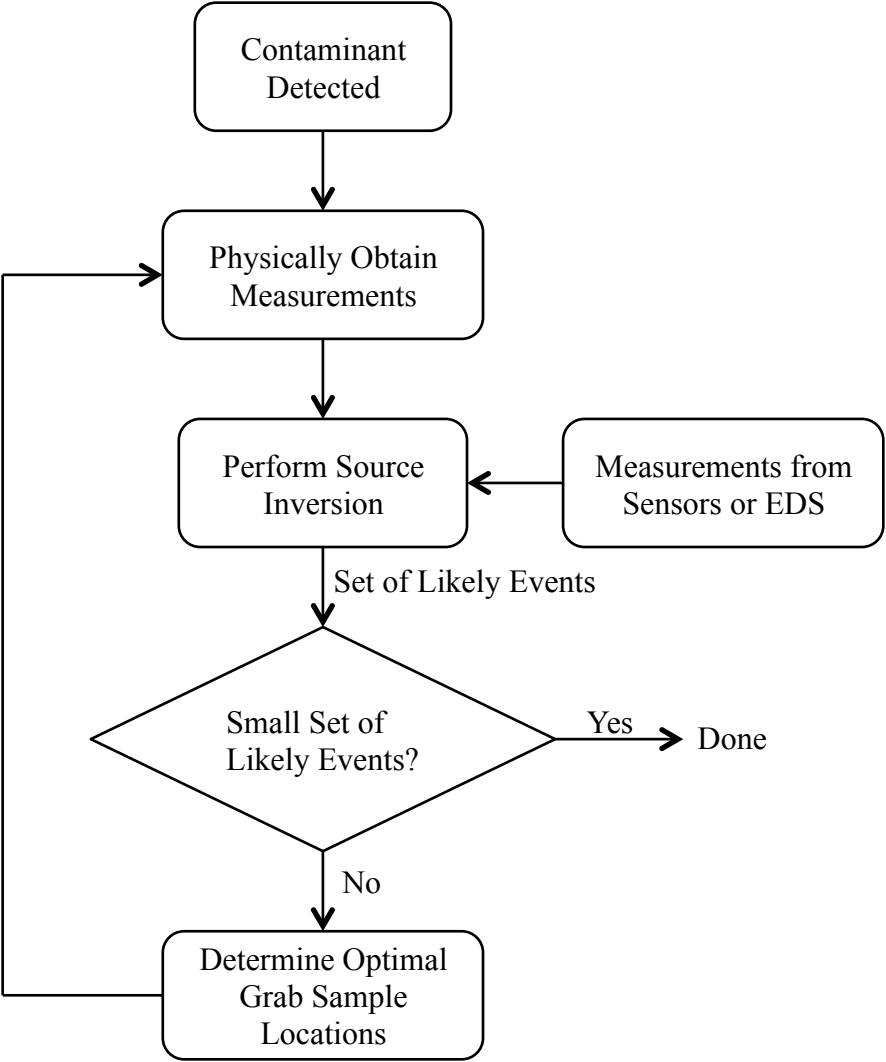 Contaminant
Detected
Physically Obtain
Measurements
Perform Source
Inversion
Measurements from
Sensors or EDS
Set of Likely Events
Small Set of
Likely Events?
Yes
Done
No
Determine Optimal
Grab Sample
Locations